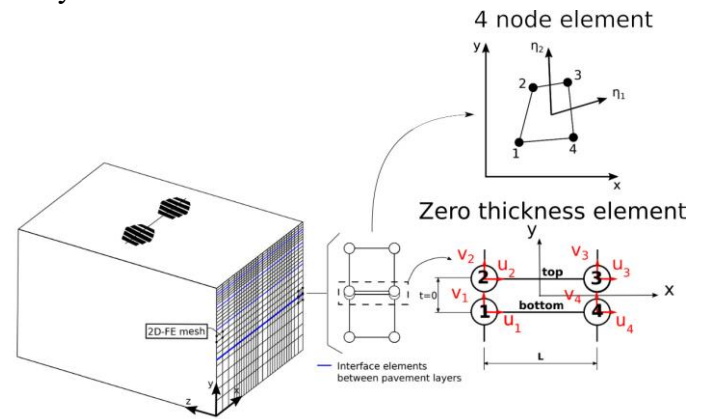 4 node element
y
η2
3
2
η1
1
4
x
Zero thickness element
y
v2
v3
2
u2
top
3
u3
t=0
v1
v4
x
1
u1
bottom
4
u4
L
2D-FE mesh
Interface elements
between pavement layers
y
x
z